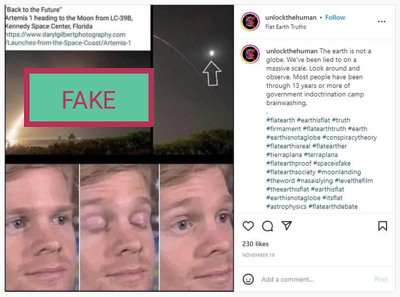 "Back to the Future"
Artemis 1 heading to the Moon from LC-39B,
Kennedy Space Center, Florida
https://www.darylgilbertphotography.com
/Launches-from-the-Space-Coast/Artemis-1
FAKE
unlockthehuman • Follow
Flat Earth Truths
unlockthehuman The earth is not a
globe. We've been lied to on a
massive scale. Look around and
observe. Most people have been
through 13 years or more of
government indoctrination camp
brainwashing.
.
#flatearth #earthisflat #truth
#firmament #flatearthtruth #earth
#earthisnotaglobe #conspiracytheory
#flatearthisreal #flatearther
#tierraplana #terraplana
#flatearthproof #spaceisfake
#flatearthsociety #moonlanding
#theword #nasaislying #levelthefilm
#theearthisflat #earthisflat
#earthisnotaglobe #itsflat
#astrophysics #flatearthdebate
230 likes
NOVEMBER 18
Add a comment...
Post